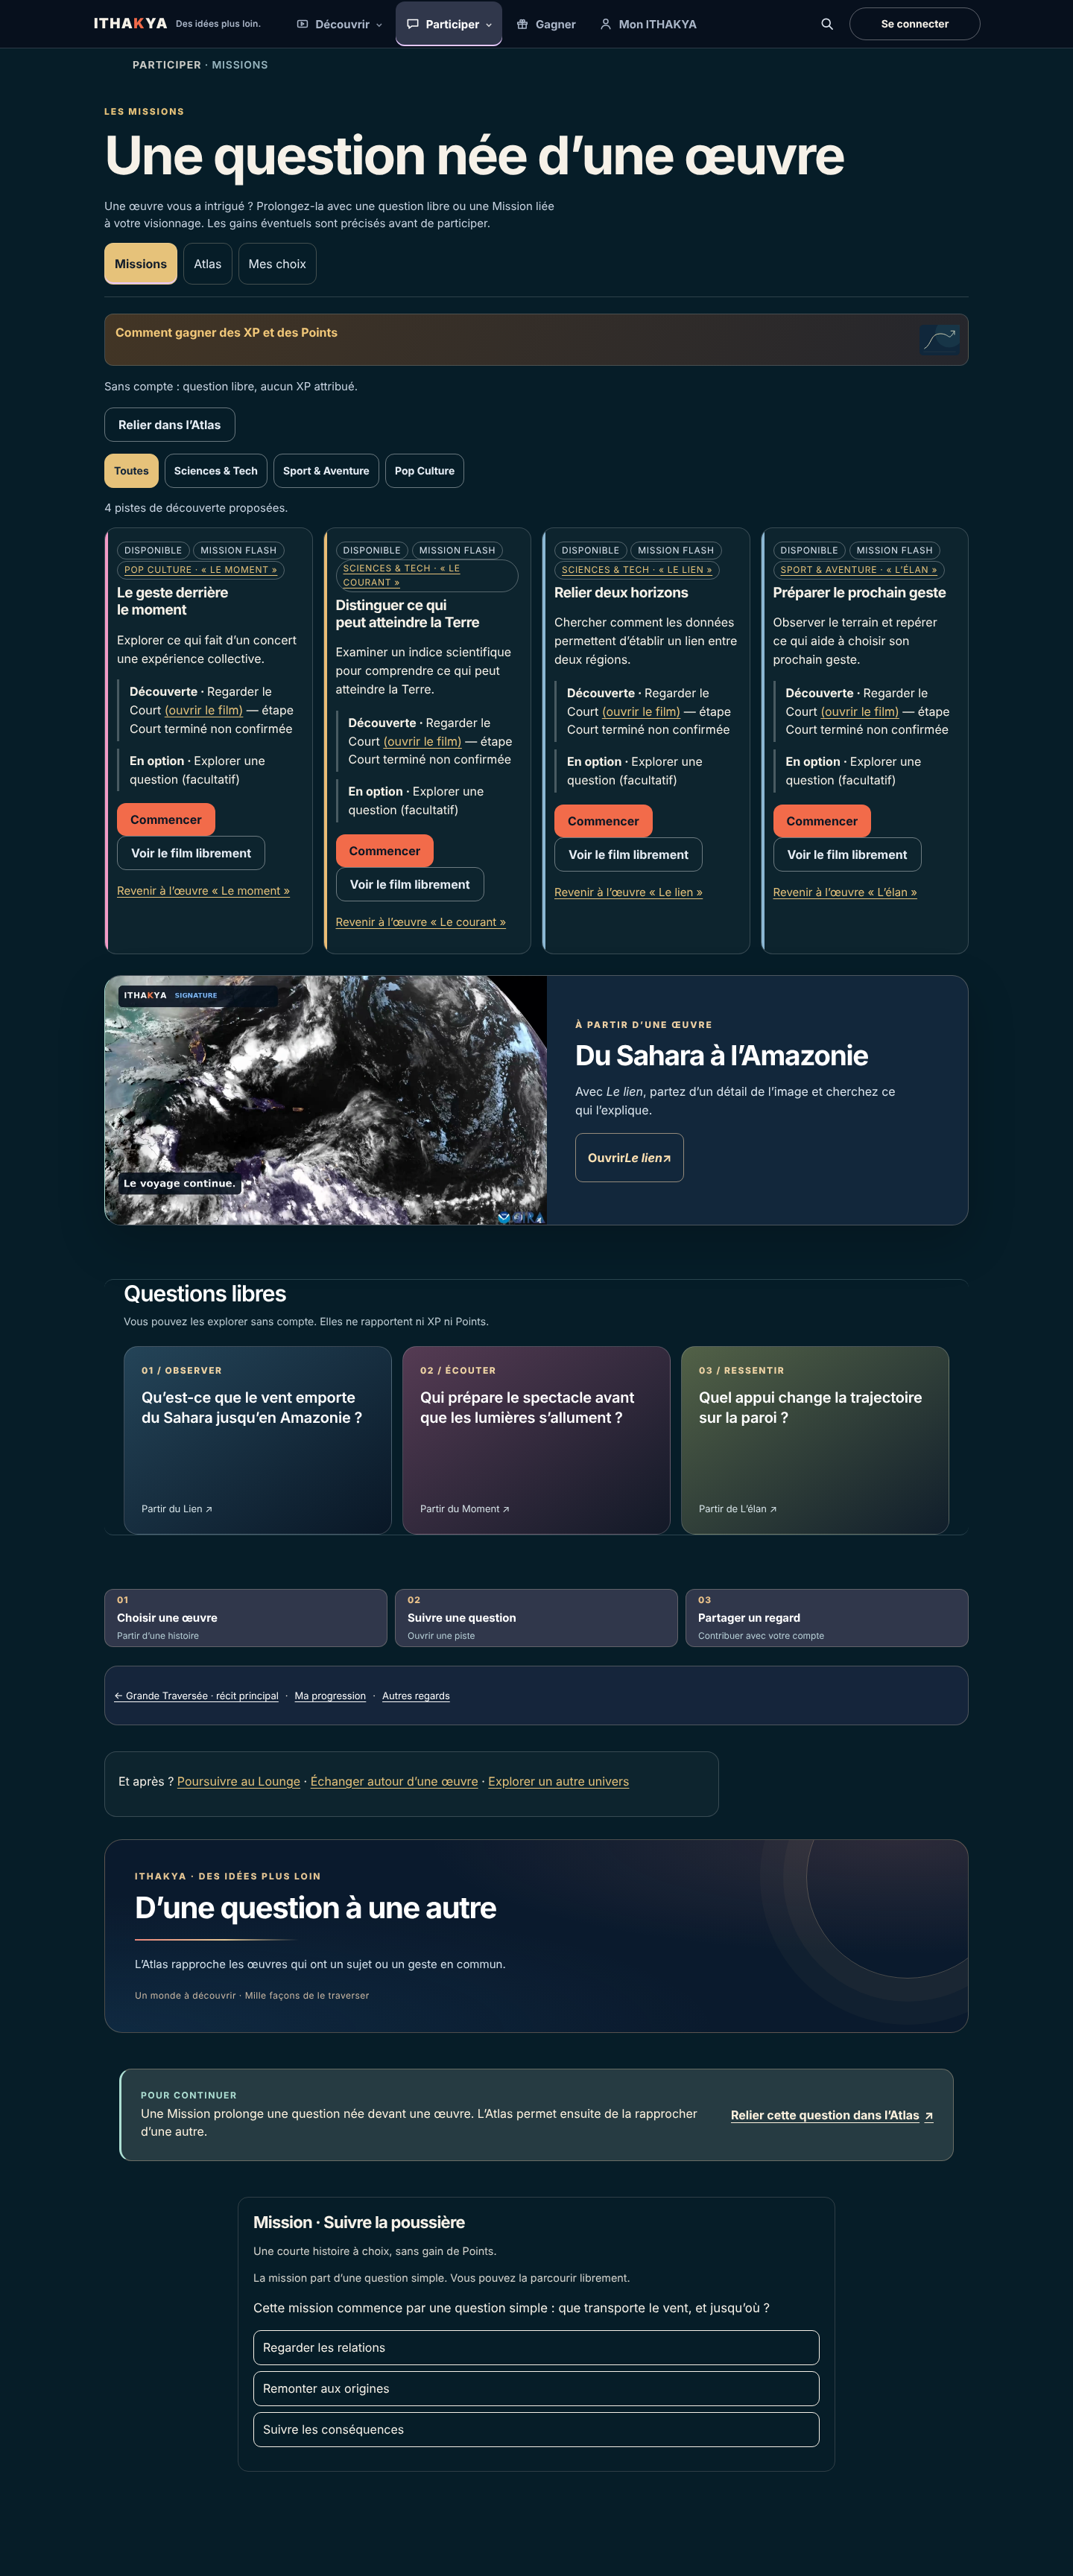 ITHAKYA Des idées plus loin. Découvrir Participer Gagner Mon ITHAKYA Se connecter
PARTICIPER · MISSIONS
LES MISSIONS
Une question née d’une œuvre
Une œuvre vous a intrigué ? Prolongez-la avec une question libre ou une Mission liée
à votre visionnage. Les gains éventuels sont précisés avant de participer.
Missions Atlas Mes choix
Comment gagner des XP et des Points
Sans compte : question libre, aucun XP attribué.
Relier dans l’Atlas
Toutes Sciences & Tech Sport & Aventure Pop Culture
4 pistes de découverte proposées.
DISPONIBLE MISSION FLASH
POP CULTURE · « LE MOMENT »
Le geste derrière
le moment
Explorer ce qui fait d’un concert
une expérience collective.
Découverte · Regarder le
Court (ouvrir le film) — étape
Court terminé non confirmée
En option · Explorer une
question (facultatif)
Commencer
Voir le film librement
Revenir à l’œuvre « Le moment »
DISPONIBLE MISSION FLASH
SCIENCES & TECH · « LE
COURANT »
Distinguer ce qui
peut atteindre la Terre
Examiner un indice scientifique
pour comprendre ce qui peut
atteindre la Terre.
Découverte · Regarder le
Court (ouvrir le film) — étape
Court terminé non confirmée
En option · Explorer une
question (facultatif)
Commencer
Voir le film librement
Revenir à l’œuvre « Le courant »
DISPONIBLE MISSION FLASH
SCIENCES & TECH · « LE LIEN »
Relier deux horizons
Chercher comment les données
permettent d’établir un lien entre
deux régions.
Découverte · Regarder le
Court (ouvrir le film) — étape
Court terminé non confirmée
En option · Explorer une
question (facultatif)
Commencer
Voir le film librement
Revenir à l’œuvre « Le lien »
DISPONIBLE MISSION FLASH
SPORT & AVENTURE · « L’ÉLAN »
Préparer le prochain geste
Observer le terrain et repérer
ce qui aide à choisir son
prochain geste.
Découverte · Regarder le
Court (ouvrir le film) — étape
Court terminé non confirmée
En option · Explorer une
question (facultatif)
Commencer
Voir le film librement
Revenir à l’œuvre « L’élan »
ITHAKYA SIGNATURE
Le voyage continue.
À PARTIR D’UNE ŒUVRE
Du Sahara à l’Amazonie
Avec Le lien, partez d’un détail de l’image et cherchez ce
qui l’explique.
OuvrirLe lien↗
Questions libres
Vous pouvez les explorer sans compte. Elles ne rapportent ni XP ni Points.
01 / OBSERVER
Qu’est-ce que le vent emporte
du Sahara jusqu’en Amazonie ?
Partir du Lien ↗
02 / ÉCOUTER
Qui prépare le spectacle avant
que les lumières s’allument ?
Partir du Moment ↗
03 / RESSENTIR
Quel appui change la trajectoire
sur la paroi ?
Partir de L’élan ↗
01
Choisir une œuvre
Partir d’une histoire
02
Suivre une question
Ouvrir une piste
03
Partager un regard
Contribuer avec votre compte
← Grande Traversée · récit principal · Ma progression · Autres regards
Et après ? Poursuivre au Lounge · Échanger autour d’une œuvre · Explorer un autre univers
ITHAKYA · DES IDÉES PLUS LOIN
D’une question à une autre
L’Atlas rapproche les œuvres qui ont un sujet ou un geste en commun.
Un monde à découvrir · Mille façons de le traverser
POUR CONTINUER
Une Mission prolonge une question née devant une œuvre. L’Atlas permet ensuite de la rapprocher
d’une autre.
Relier cette question dans l’Atlas ↗
Mission · Suivre la poussière
Une courte histoire à choix, sans gain de Points.
La mission part d’une question simple. Vous pouvez la parcourir librement.
Cette mission commence par une question simple : que transporte le vent, et jusqu’où ?
Regarder les relations
Remonter aux origines
Suivre les conséquences